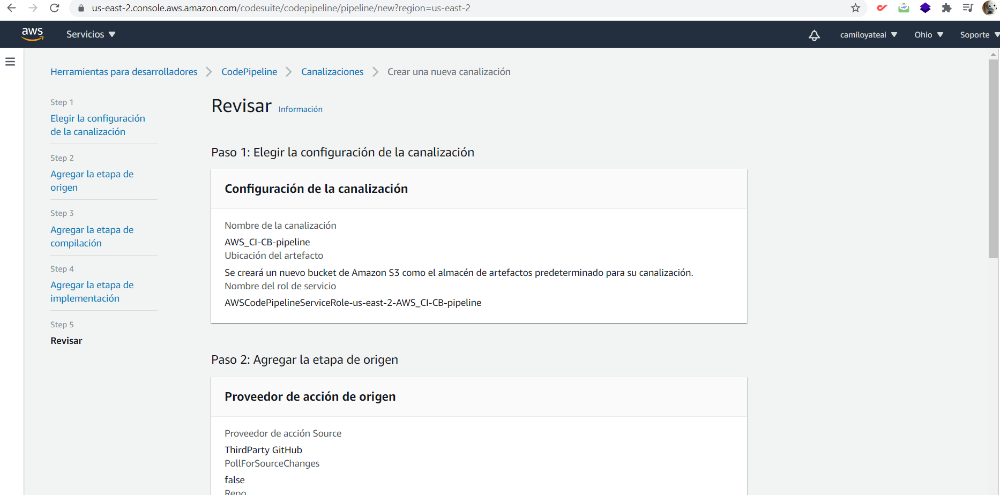 us-east-2.console.aws.amazon.com/codesuite/codepipeline/pipeline/new?region=us-east-2
aws
Servicios
camiloyateai
Ohio
Soporte
Herramientas para desarrolladores
CodePipeline
Canalizaciones
Crear una nueva canalización
Step 1
Elegir la configuración
de la canalización
Step 2
Agregar la etapa de
origen
Step 3
Agregar la etapa de
compilación
Step 4
Agregar la etapa de
implementación
Step 5
Revisar
Revisar Información
Paso 1: Elegir la configuración de la canalización
Configuración de la canalización
Nombre de la canalización
AWS_CI-CB-pipeline
Ubicación del artefacto
Se creará un nuevo bucket de Amazon S3 como el almacén de artefactos predeterminado para su canalización.
Nombre del rol de servicio
AWSCodePipelineServiceRole-us-east-2-AWS_CI-CB-pipeline
Paso 2: Agregar la etapa de origen
Proveedor de acción de origen
Proveedor de acción Source
ThirdParty GitHub
PollForSourceChanges
false
Repo